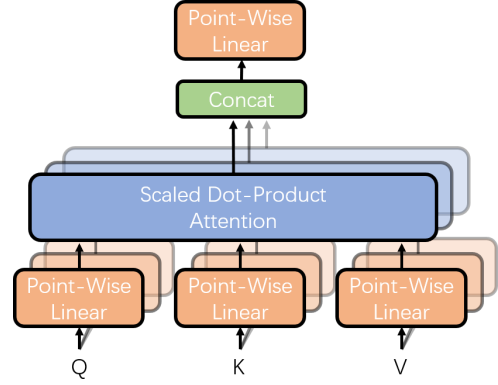 Point-Wise
Linear
Concat
Scaled Dot-Product
Attention
Point-Wise
Linear
Point-Wise
Linear
Point-Wise
Linear
Q
K
V